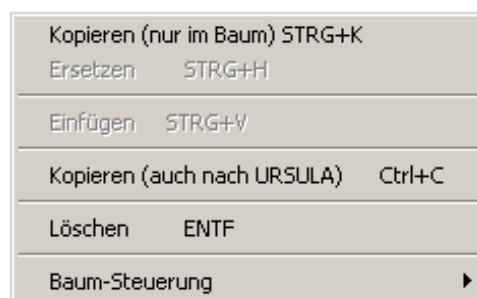 Kopieren (nur im Baum) STRG+K
Ersetzen STRG+H
Einfügen STRG+V
Kopieren (auch nach URSULA) Ctrl+C
Löschen ENTF
Baum-Steuerung